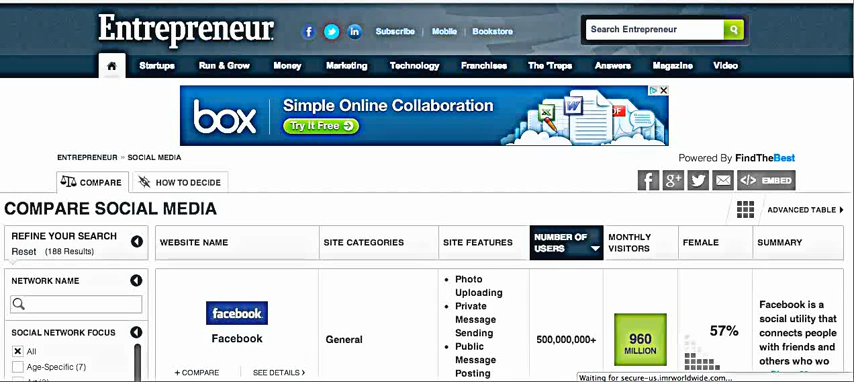 Entrepreneur
Subscribe | Mobile | Bookstore
Search Entrepreneur
Startups Run & Grow Money Marketing Technology Franchises The 'Treps Answers Magazine Video
box Simple Online Collaboration
Try It Free
ENTREPRENEUR » SOCIAL MEDIA
Powered By FindTheBest
COMPARE HOW TO DECIDE
f g+ </> EMBED
COMPARE SOCIAL MEDIA
ADVANCED TABLE
REFINE YOUR SEARCH
Reset (188 Results)
WEBSITE NAME SITE CATEGORIES SITE FEATURES NUMBER OF USERS MONTHLY VISITORS FEMALE SUMMARY
NETWORK NAME
SOCIAL NETWORK FOCUS
All
Age-Specific (7)
facebook
Facebook
+ COMPARE SEE DETAILS
General
Photo
Uploading
Private
Message
Sending
Public
Message
Posting
500,000,000+
960
MILLION
57%
Facebook is a
social utility that
connects people
with friends and
others who wo
Waiting for secure-us.imrworldwide.com...